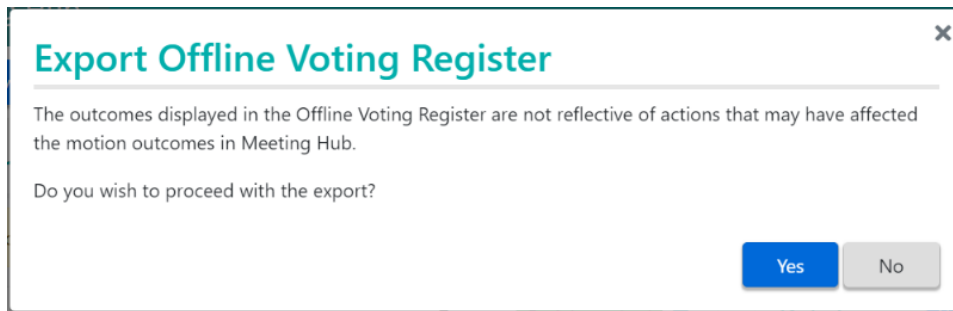 Export Offline Voting Register
The outcomes displayed in the Offline Voting Register are not reflective of actions that may have affected
the motion outcomes in Meeting Hub.
Do you wish to proceed with the export?
Yes No